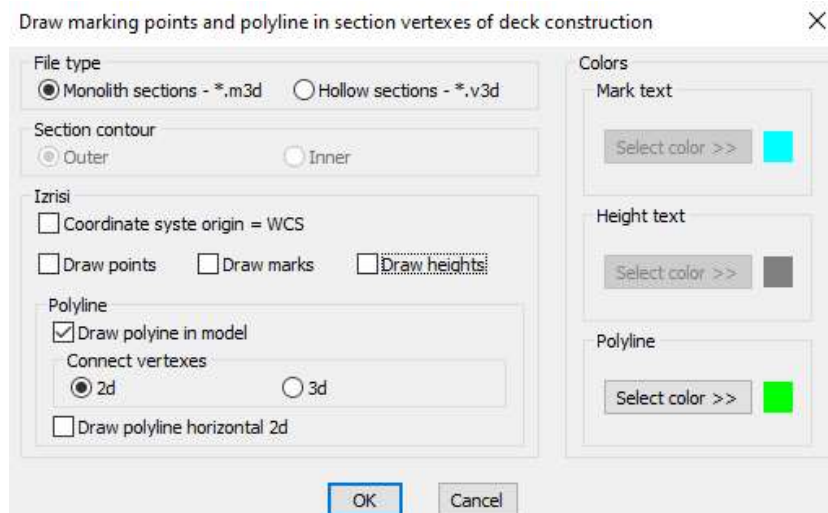 Draw marking points and polyline in section vertexes of deck construction
File type
Monolith sections - *.m3d
Hollow sections - *.v3d
Section contour
Outer
Inner
Izrisi
Coordinate syste origin = WCS
Draw points
Draw marks
Draw heights
Polyline
Draw polyine in model
Connect vertexes
2d
3d
Draw polyline horizontal 2d
Colors
Mark text
Select color >>
Height text
Select color >>
Polyline
Select color >>
OK
Cancel